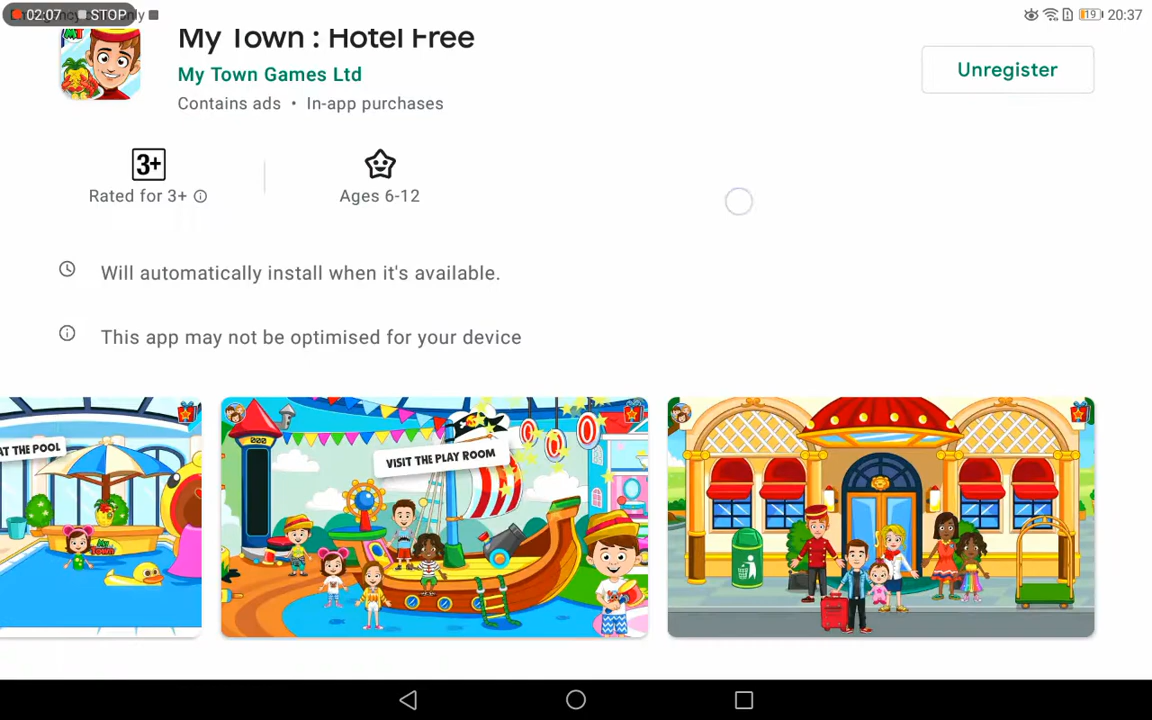 02:07 STOP
19 20:37
My Town : Hotel Free
My Town Games Ltd
Contains ads • In-app purchases
Unregister
3+
Rated for 3+
Ages 6-12
Will automatically install when it's available.
This app may not be optimised for your device
AT THE POOL
VISIT THE PLAY ROOM